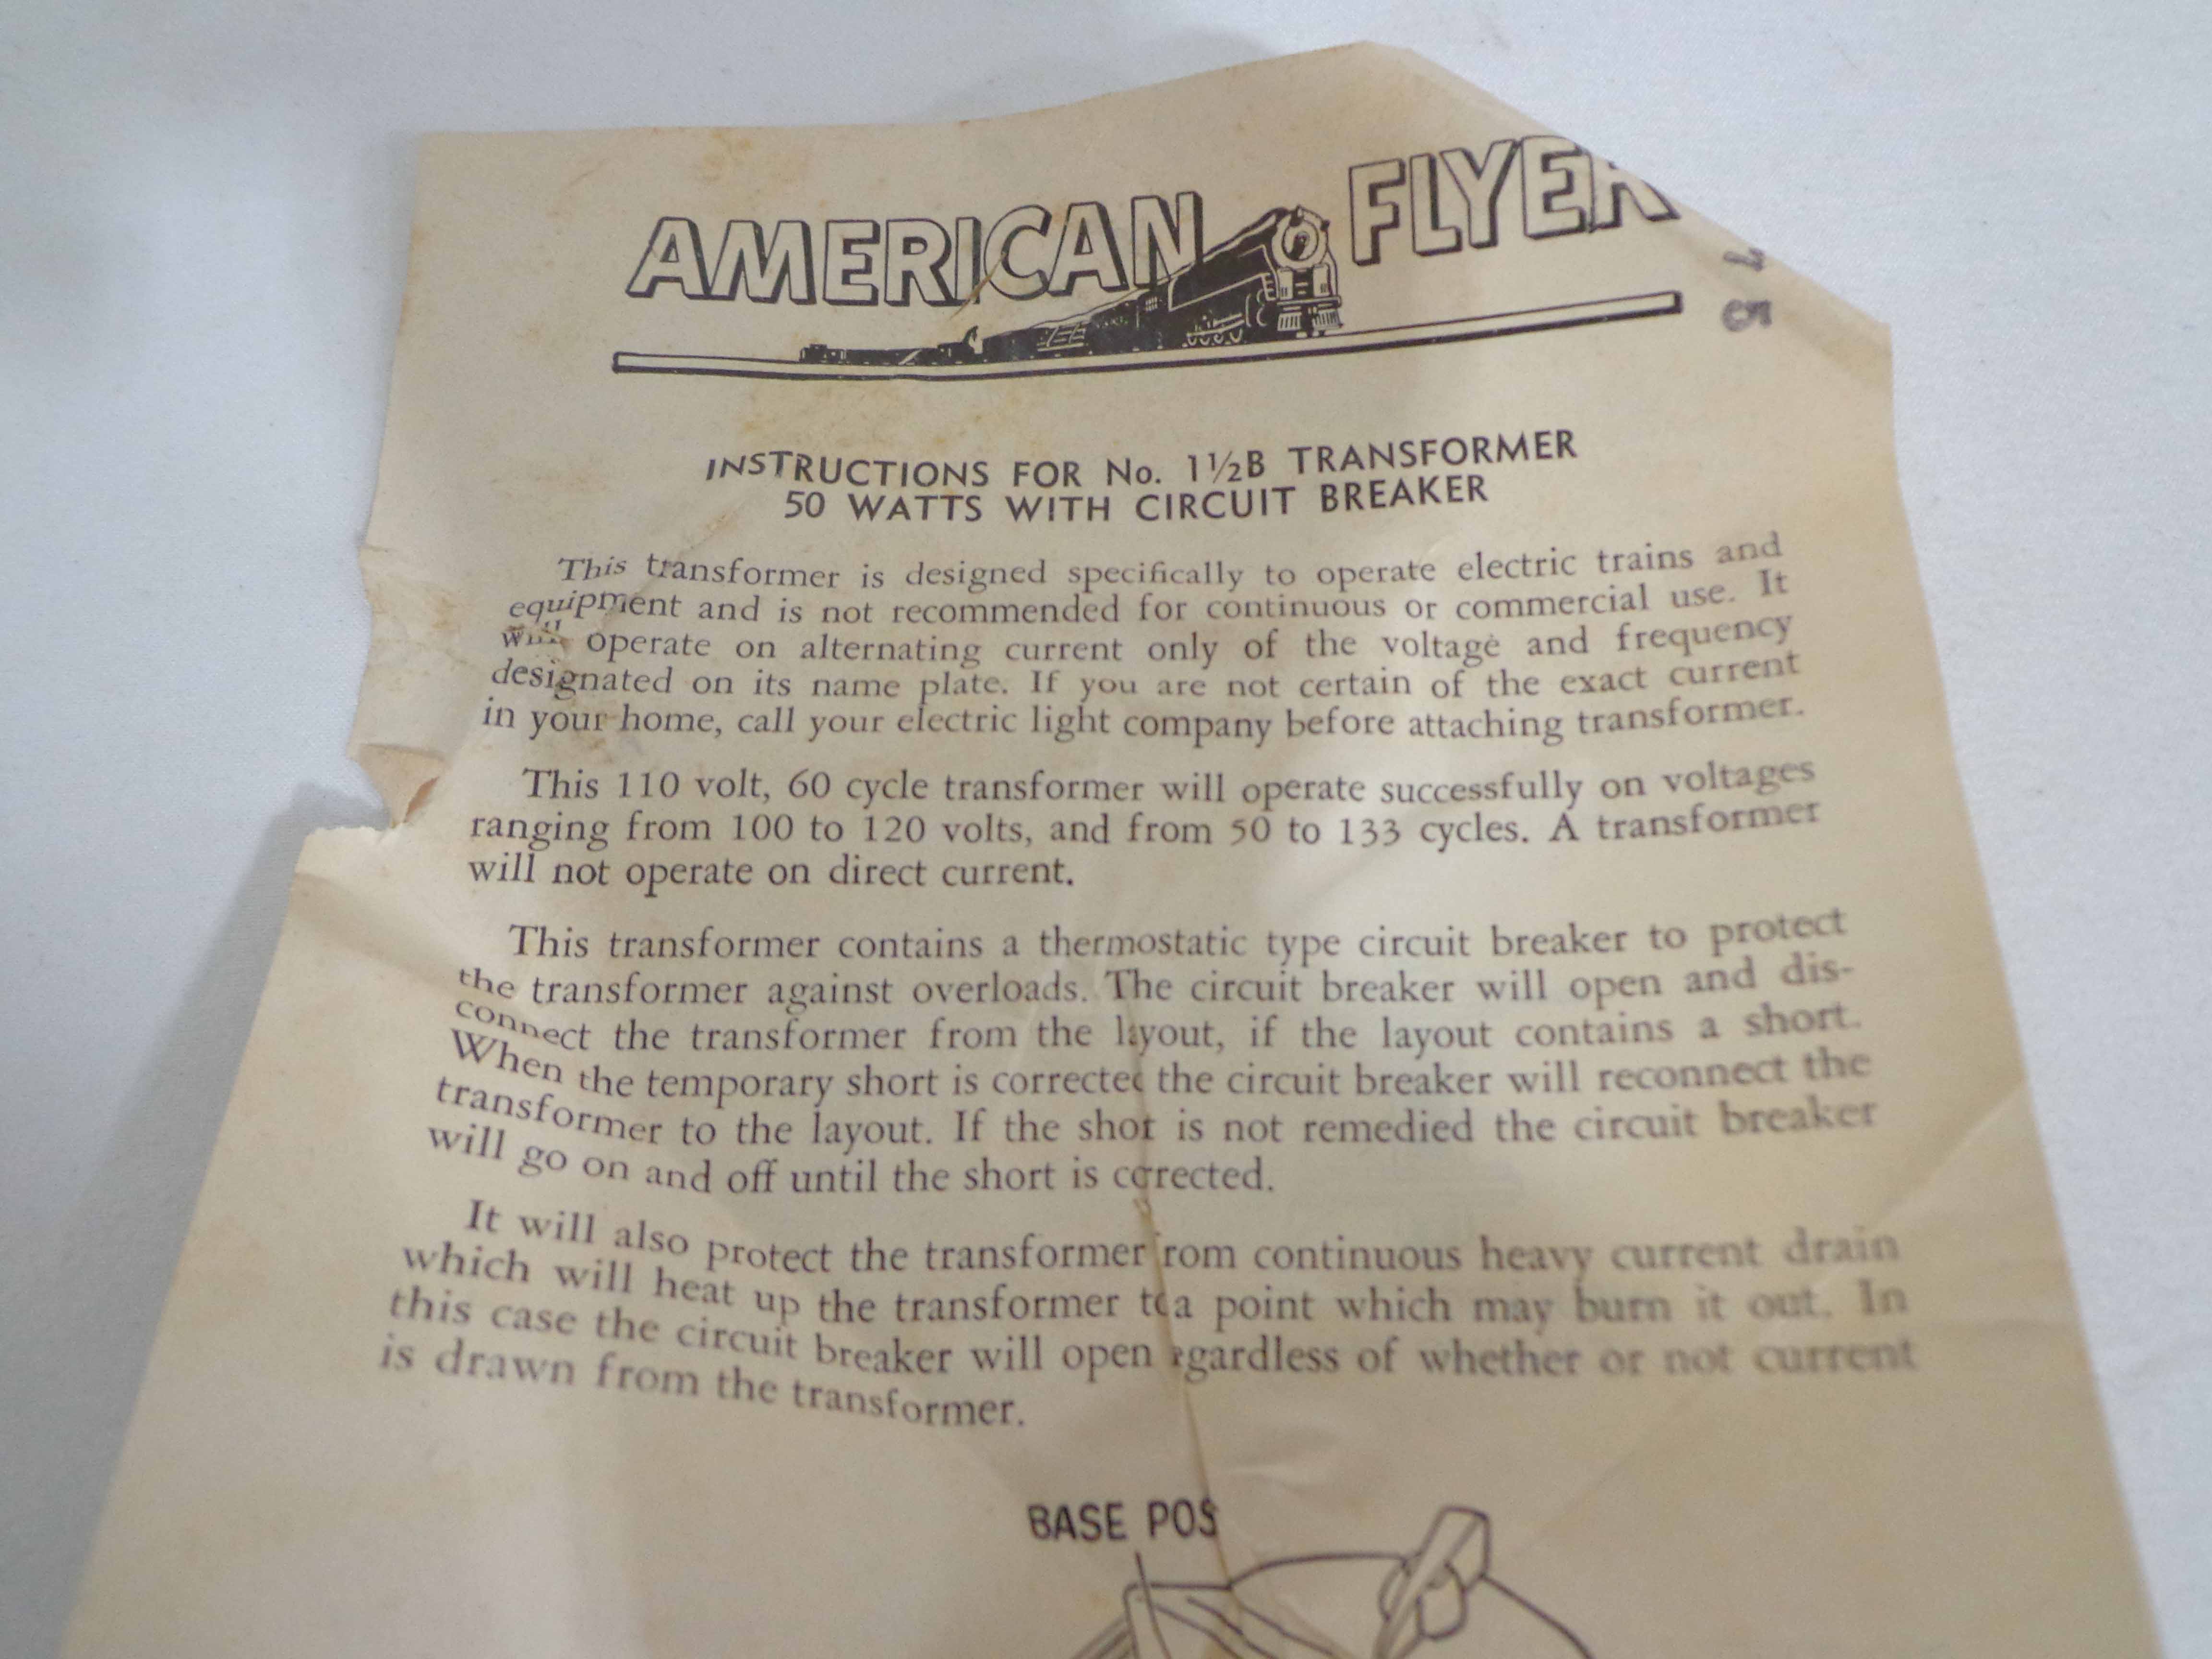 AMERICAN FLYER
75
INSTRUCTIONS FOR No. 1½B TRANSFORMER
50 WATTS WITH CIRCUIT BREAKER
This transformer is designed specifically to operate electric trains and
equipment and is not recommended for continuous or commercial use. It
will operate on alternating current only of the voltage and frequency
designated on its name plate. If you are not certain of the exact current
in your home, call your electric light company before attaching transformer.
This 110 volt, 60 cycle transformer will operate successfully on voltages
ranging from 100 to 120 volts, and from 50 to 133 cycles. A transformer
will not operate on direct current.
This transformer contains a thermostatic type circuit breaker to protect
the transformer against overloads. The circuit breaker will open and dis-
connect the transformer from the layout, if the layout contains a short.
When the temporary short is corrected the circuit breaker will reconnect the
transformer to the layout. If the short is not remedied the circuit breaker
will go on and off until the short is corrected.
It will also protect the transformer from continuous heavy current drain
which will heat up the transformer to a point which may burn it out. In
this case the circuit breaker will open regardless of whether or not current
is drawn from the transformer.
BASE POS